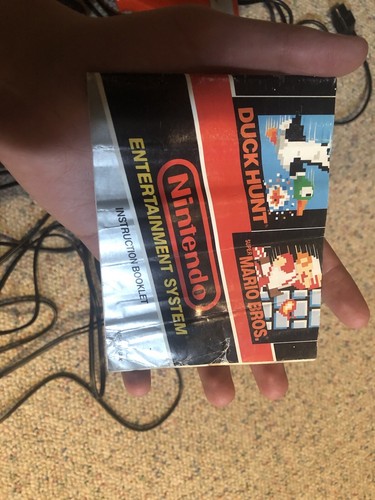 SUPER MARIO BROS.
DUCK HUNT
Nintendo
ENTERTAINMENT SYSTEM
INSTRUCTION BOOKLET